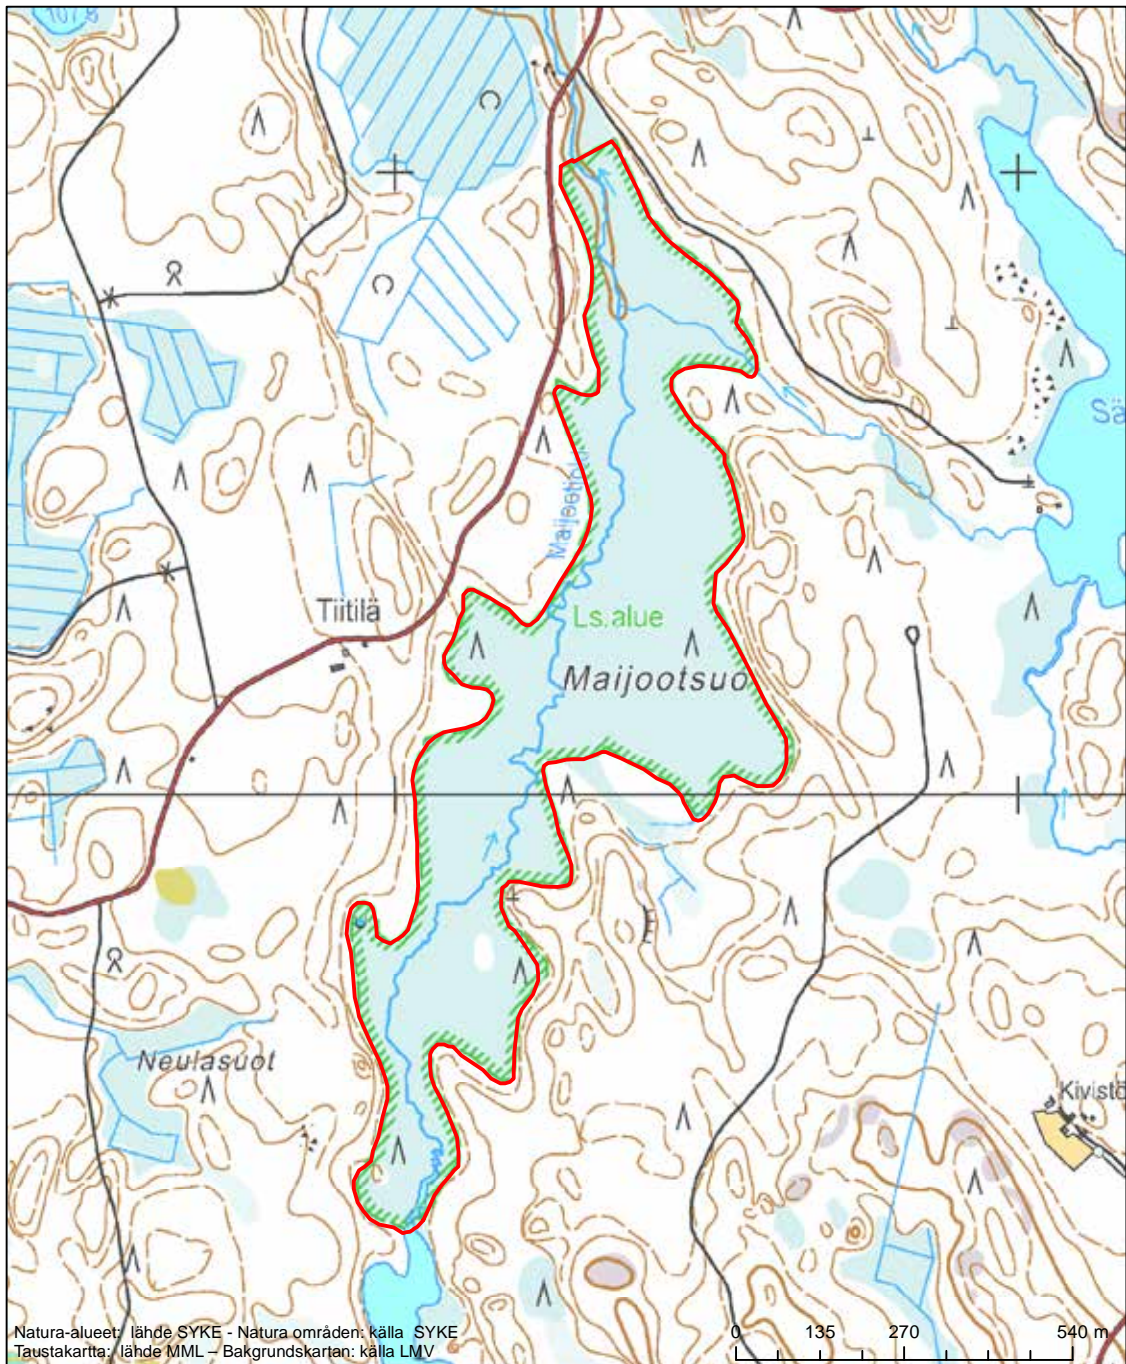 Tiitilä
Ls.alue
Maijootsuo
Neulasuot
Kivistö
Natura-alueet: lähde SYKE - Natura områden: källa SYKE
Taustakartta: lähde MML – Bakgrundskartan: källa LMV
0 135 270 540 m